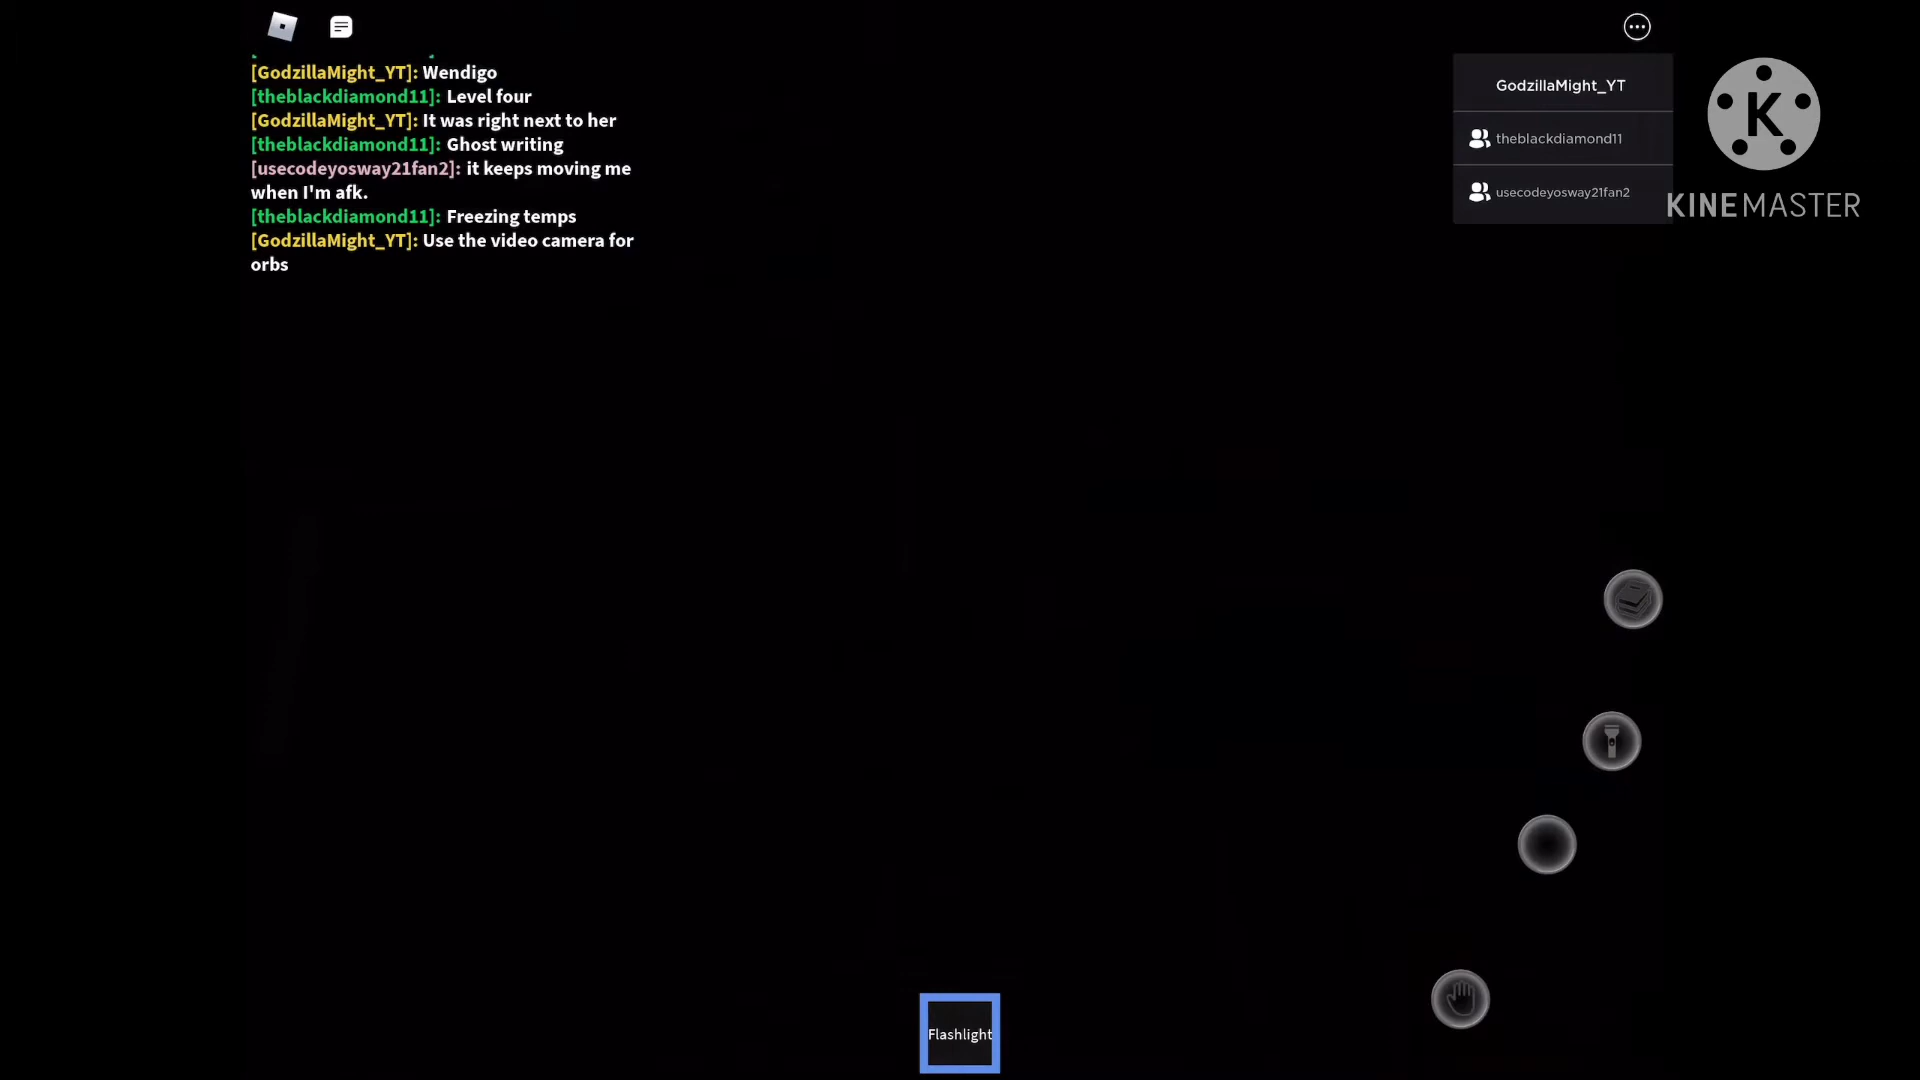 [GodzillaMight_YT]: Wendigo
[theblackdiamond11]: Level four
[GodzillaMight_YT]: It was right next to her
[theblackdiamond11]: Ghost writing
[usecodeyosway21fan2]: it keeps moving me
when I'm afk.
[theblackdiamond11]: Freezing temps
[GodzillaMight_YT]: Use the video camera for
orbs
GodzillaMight_YT
theblackdiamond11
usecodeyosway21fan2
K
KINEMASTER
Flashlight